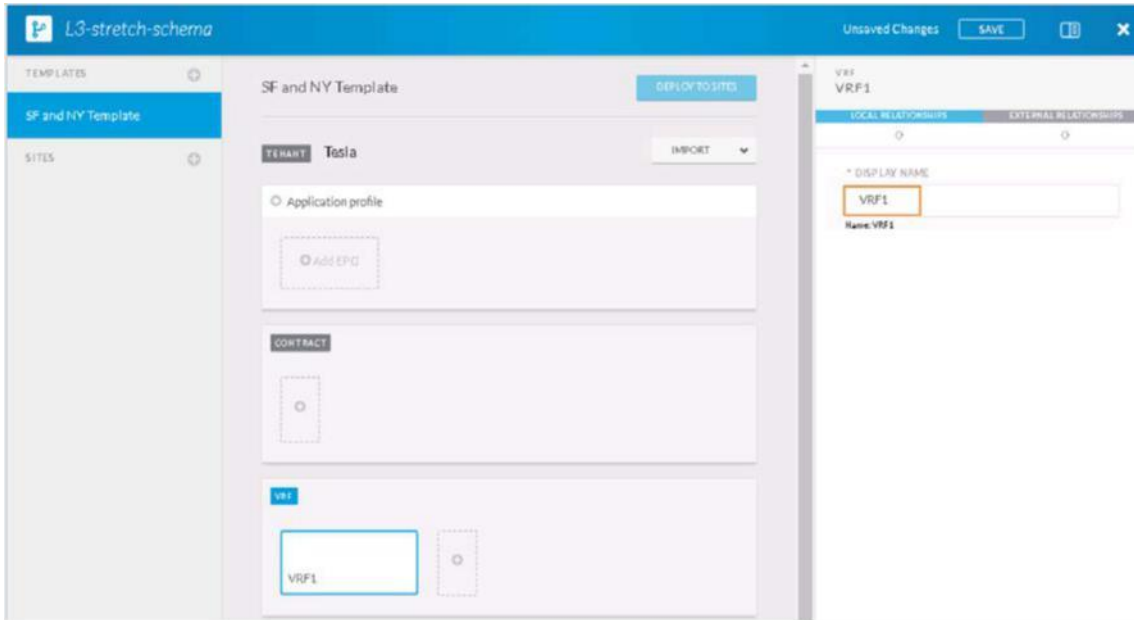 L3-stretch-schema
Unsaved Changes
SAVE
TEMPLATES
SF and NY Template
SITES
SF and NY Template
DEPLOY TO SITES
TENANT Tesla
IMPORT
Application profile
Add EPG
CONTRACT
VRF
VRF1
VRF
VRF1
LOCAL RELATIONSHIPS
EXTERNAL RELATIONSHIPS
0
0
* DISPLAY NAME
VRF1
Name: VRF1